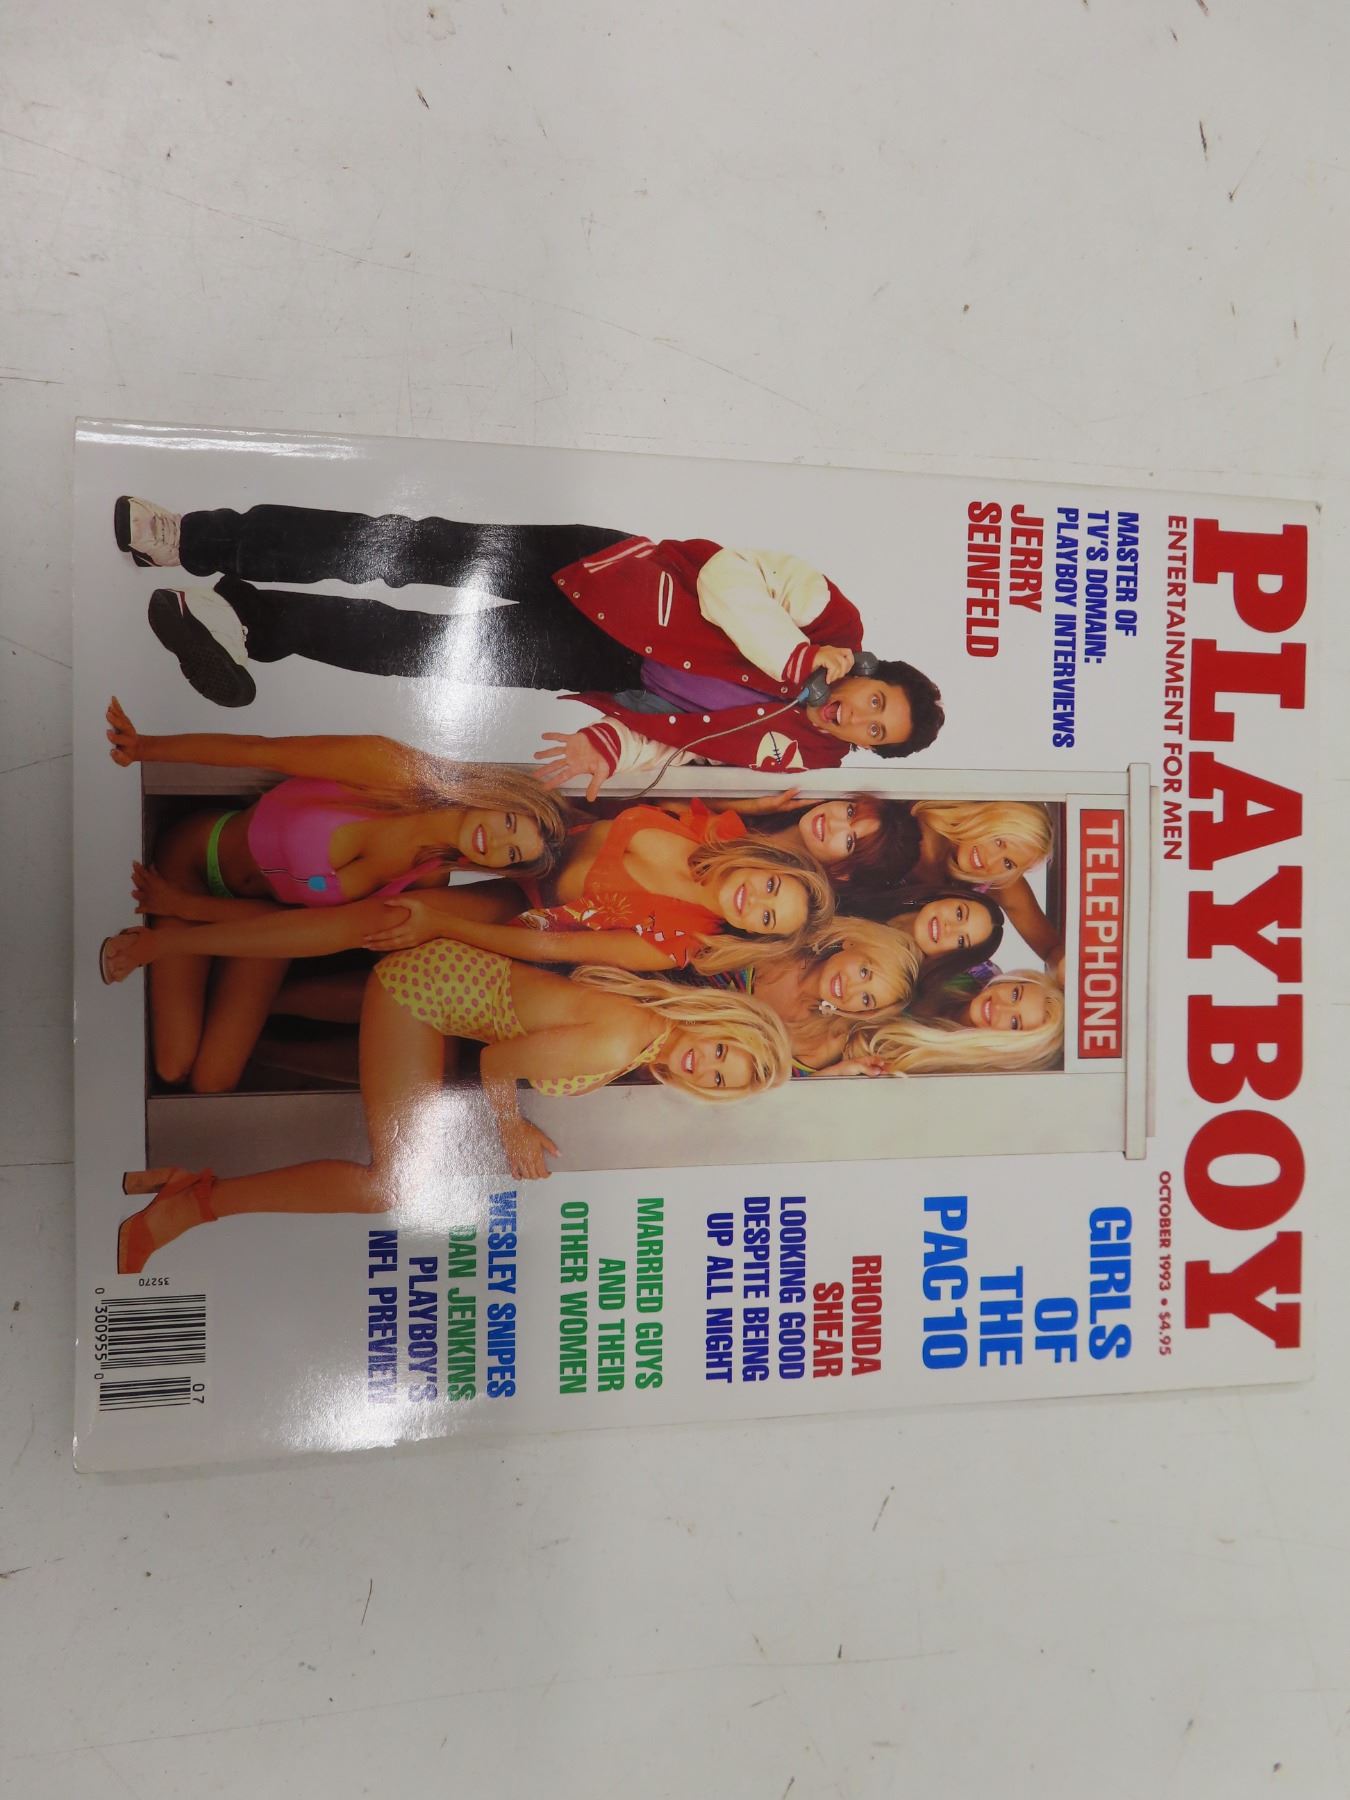 PLAYBOY
ENTERTAINMENT FOR MEN
OCTOBER 1993 • $4.95
MASTER OF
TV'S DOMAIN:
PLAYBOY INTERVIEWS
JERRY
SEINFELD
TELEPHONE
GIRLS
OF
THE
PAC 10
RHONDA
SHEAR
LOOKING GOOD
DESPITE BEING
UP ALL NIGHT
MARRIED GUYS
AND THEIR
OTHER WOMEN
WESLEY SNIPES
DAN JENKINS
PLAYBOY'S
NFL PREVIEW
35270
07
0 300955 0